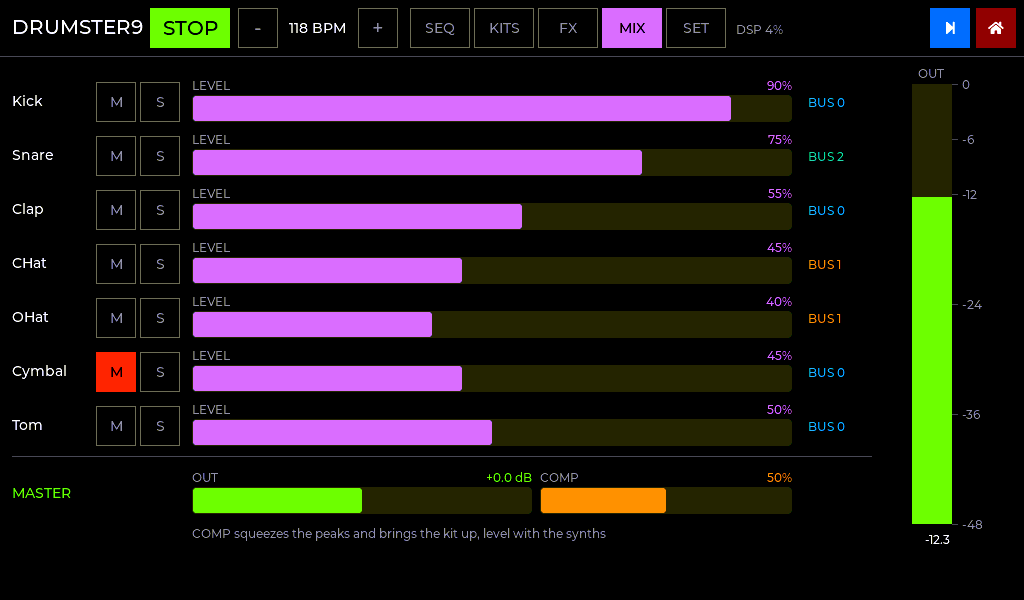 DRUMSTER9 STOP - 118 BPM + SEQ KITS FX MIX SET DSP 4%
OUT
Kick M S LEVEL 90% BUS 0
Snare M S LEVEL 75% BUS 2
Clap M S LEVEL 55% BUS 0
CHat M S LEVEL 45% BUS 1
OHat M S LEVEL 40% BUS 1
Cymbal M S LEVEL 45% BUS 0
Tom M S LEVEL 50% BUS 0
MASTER OUT +0.0 dB COMP 50%
COMP squeezes the peaks and brings the kit up, level with the synths
0
-6
-12
-24
-36
-48
-12.3